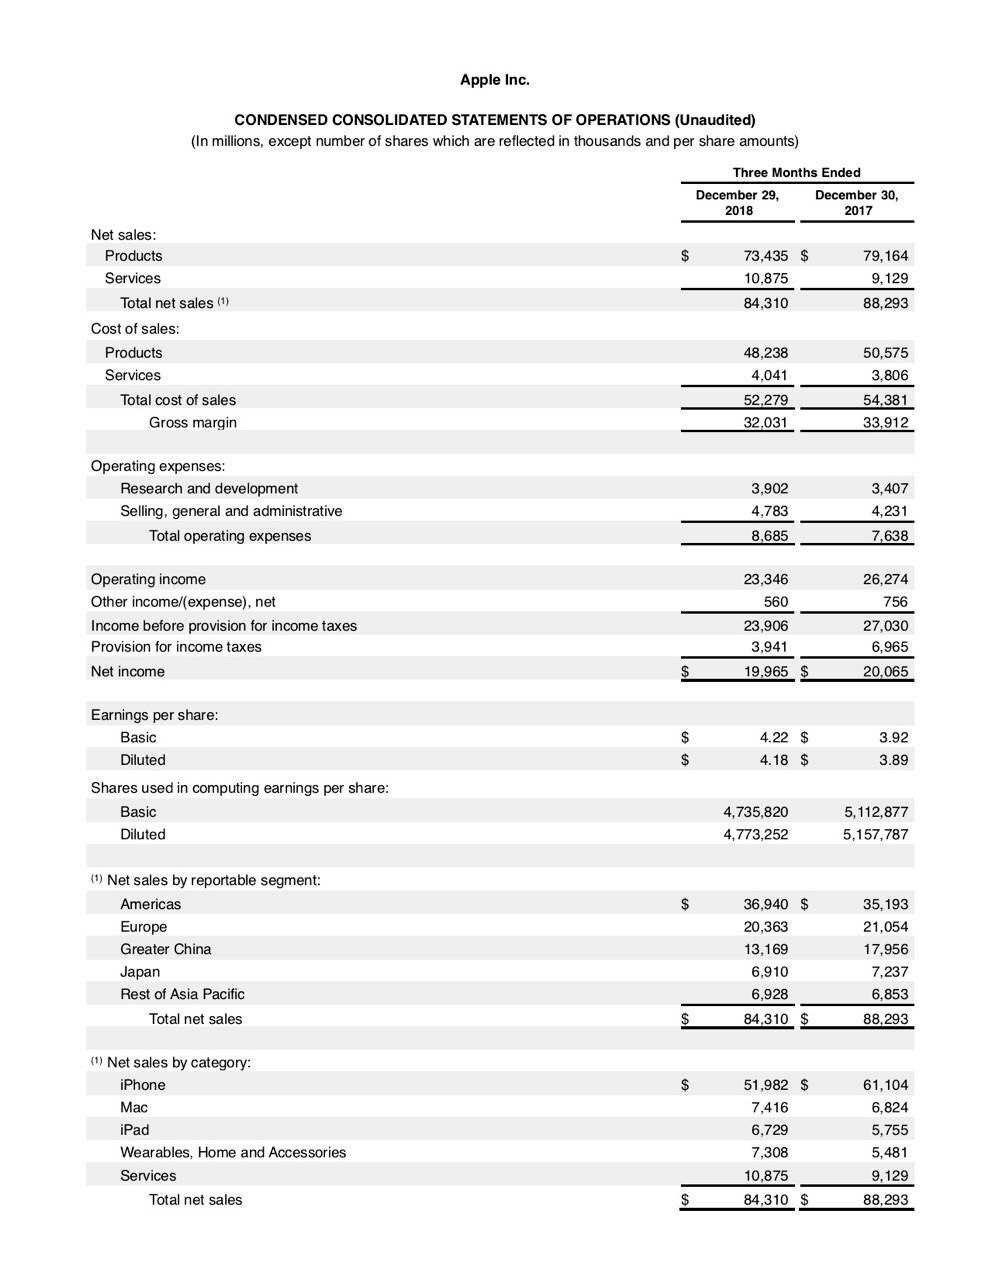 Apple Inc.
CONDENSED CONSOLIDATED STATEMENTS OF OPERATIONS (Unaudited)
(In millions, except number of shares which are reflected in thousands and per share amounts)
Three Months Ended
December 29, 2018 December 30, 2017
Net sales:
Products $ 73,435 $ 79,164
Services 10,875 9,129
Total net sales (1) 84,310 88,293
Cost of sales:
Products 48,238 50,575
Services 4,041 3,806
Total cost of sales 52,279 54,381
Gross margin 32,031 33,912
Operating expenses:
Research and development 3,902 3,407
Selling, general and administrative 4,783 4,231
Total operating expenses 8,685 7,638
Operating income 23,346 26,274
Other income/(expense), net 560 756
Income before provision for income taxes 23,906 27,030
Provision for income taxes 3,941 6,965
Net income $ 19,965 $ 20,065
Earnings per share:
Basic $ 4.22 $ 3.92
Diluted $ 4.18 $ 3.89
Shares used in computing earnings per share:
Basic 4,735,820 5,112,877
Diluted 4,773,252 5,157,787
(1) Net sales by reportable segment:
Americas $ 36,940 $ 35,193
Europe 20,363 21,054
Greater China 13,169 17,956
Japan 6,910 7,237
Rest of Asia Pacific 6,928 6,853
Total net sales $ 84,310 $ 88,293
(1) Net sales by category:
iPhone $ 51,982 $ 61,104
Mac 7,416 6,824
iPad 6,729 5,755
Wearables, Home and Accessories 7,308 5,481
Services 10,875 9,129
Total net sales $ 84,310 $ 88,293